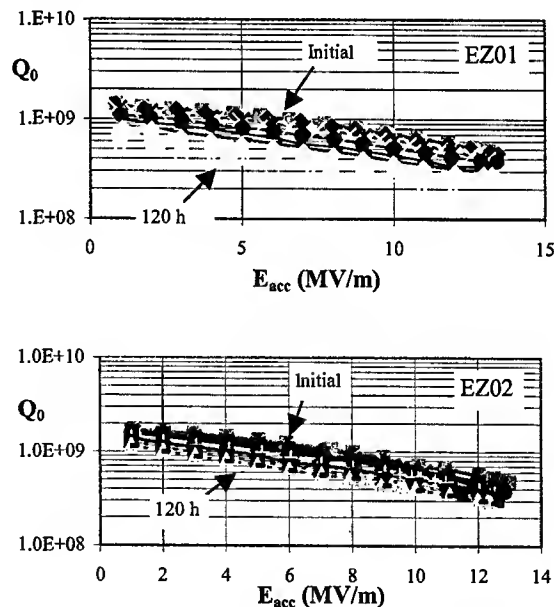 1.E+10
Initial
EZ01
Q0
1.E+09
1.E+08
120 h
0 5 10 15
Eacc (MV/m)
1.0E+10
Initial
EZ02
Q0
1.0E+09
120 h
1.0E+08
0 2 4 6 8 10 12 14
Eacc (MV/m)